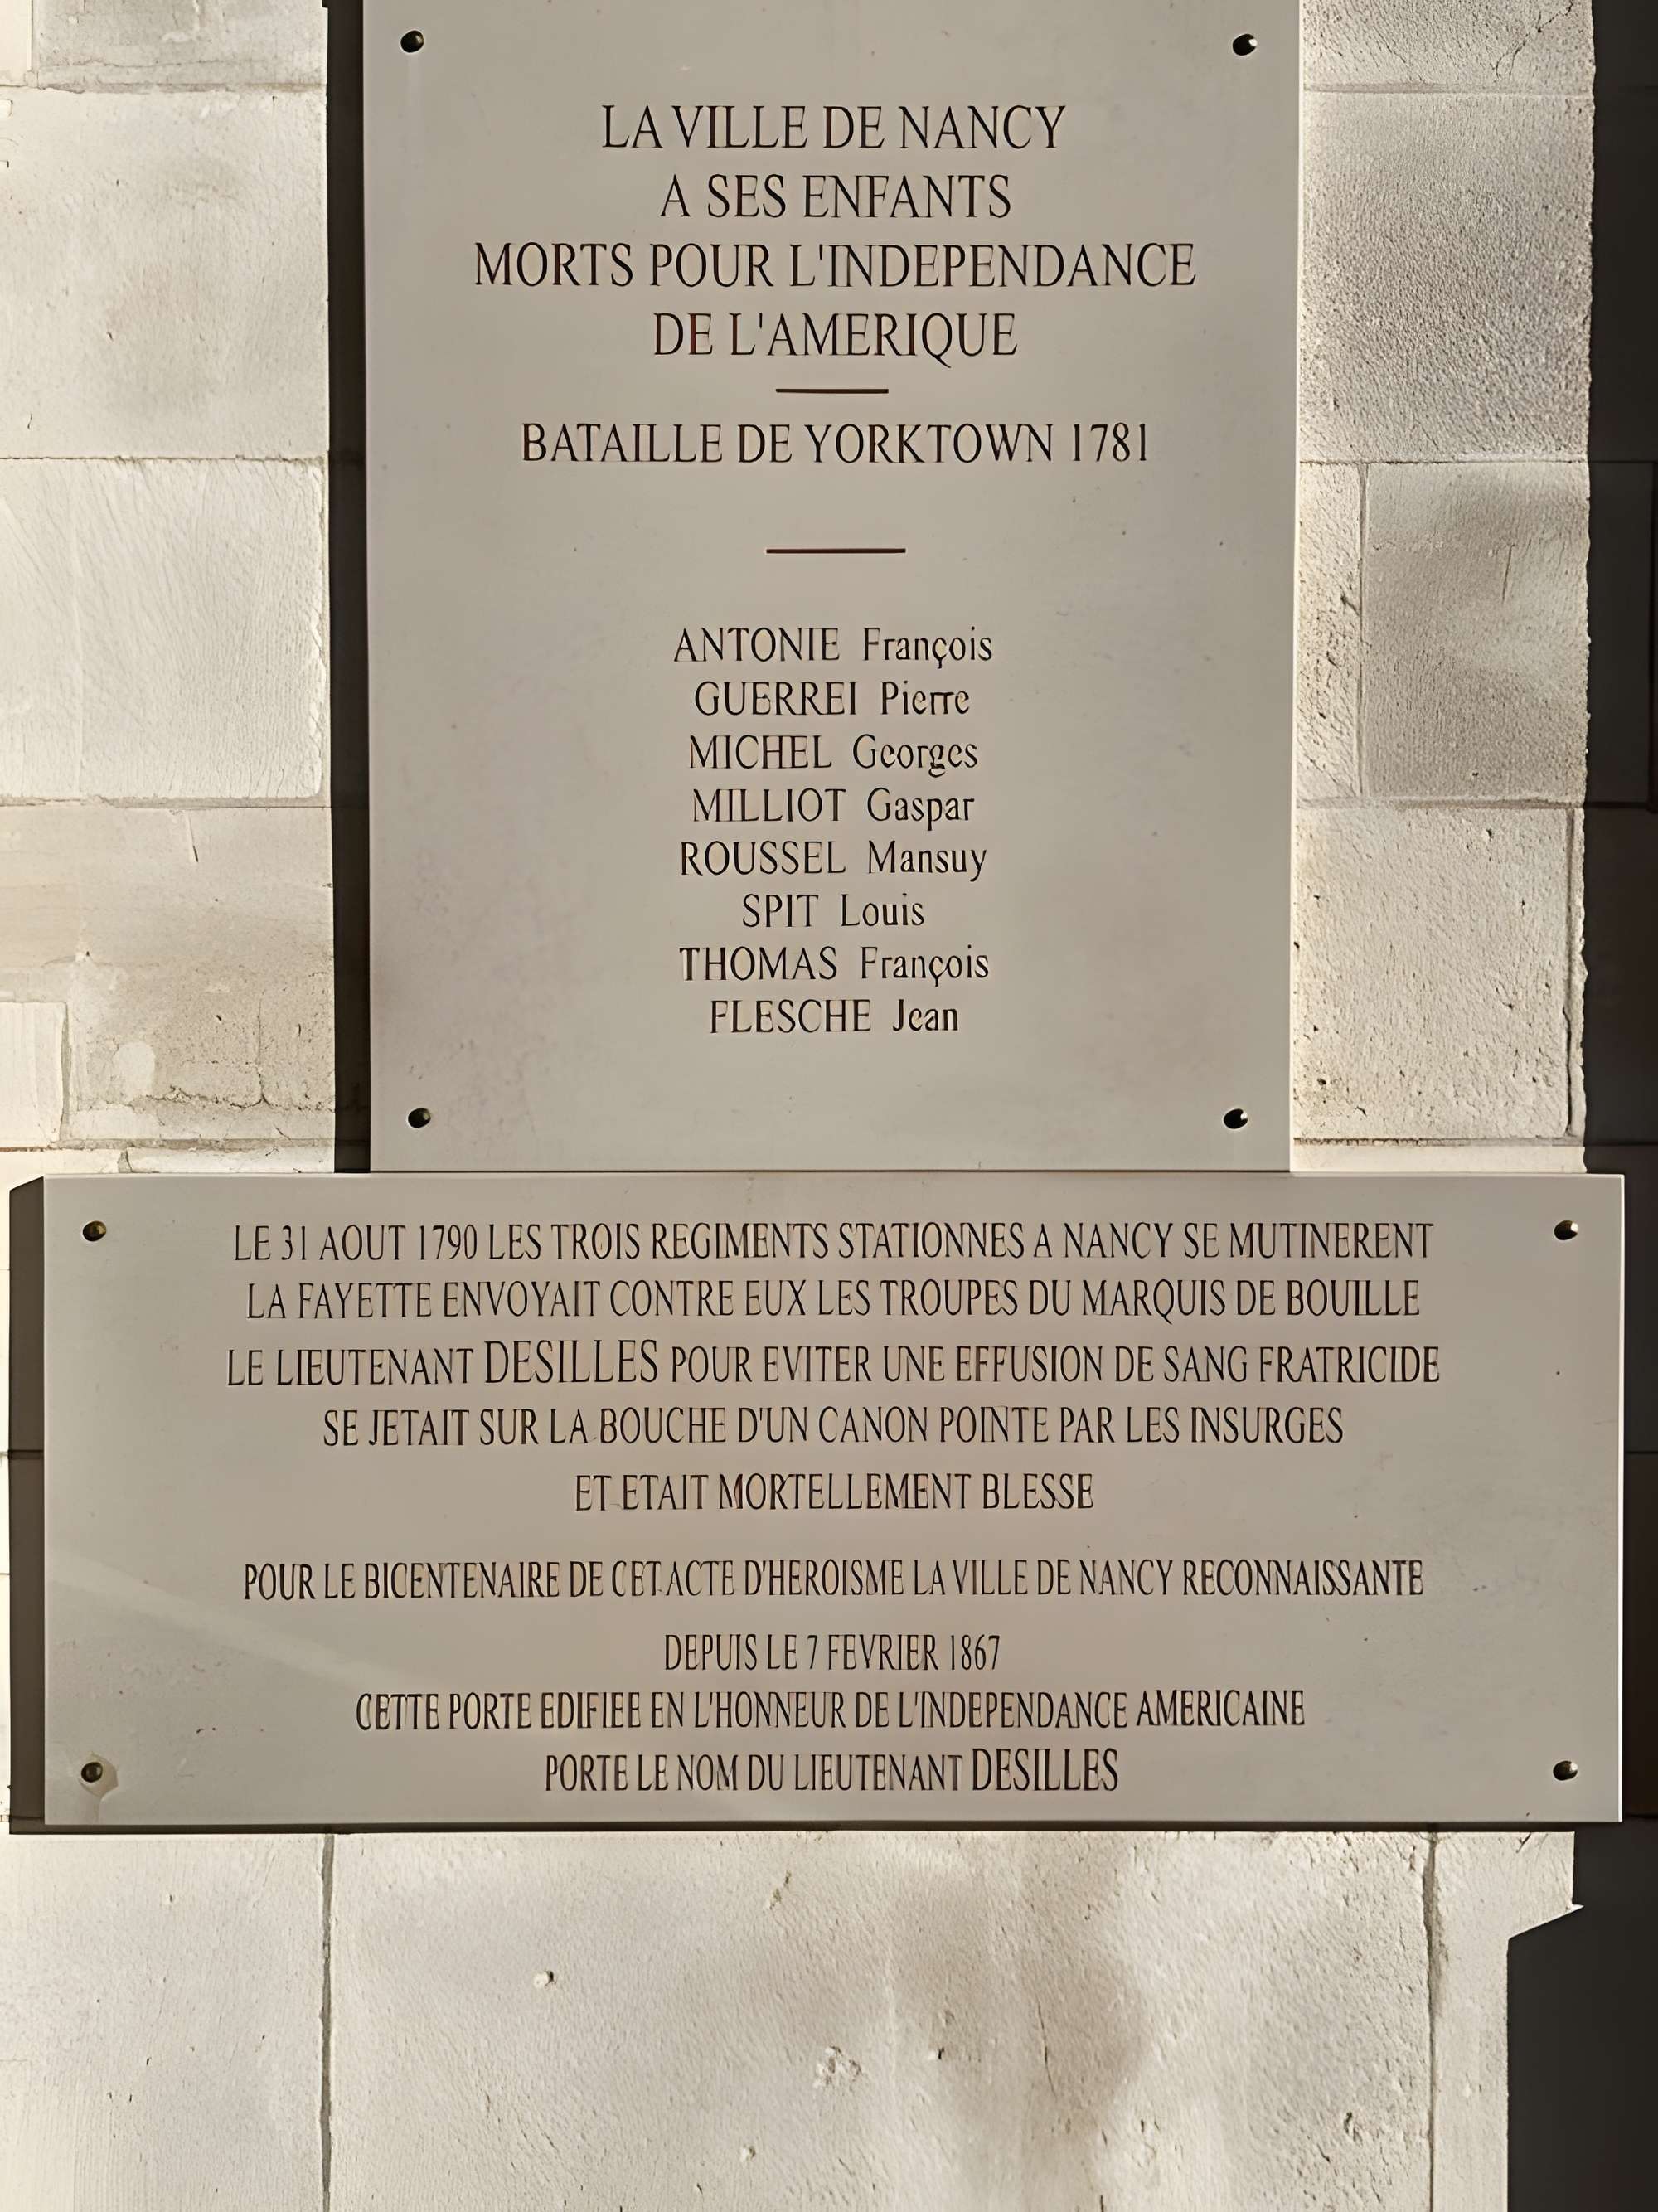 LA VILLE DE NANCY
A SES ENFANTS
MORTS POUR L'INDEPENDANCE
DE L'AMERIQUE
BATAILLE DE YORKTOWN 1781
ANTONIE François
GUERREI Pierre
MICHEL Georges
MILLIOT Gaspar
ROUSSEL Mansuy
SPIT Louis
THOMAS François
FLESCHE Jean
LE 31 AOUT 1790 LES TROIS REGIMENTS STATIONNES A NANCY SE MUTINERENT
LA FAYETTE ENVOYAIT CONTRE EUX LES TROUPES DU MARQUIS DE BOUILLE
LE LIEUTENANT DESILLES POUR EVITER UNE EFFUSION DE SANG FRATRICIDE
SE JETAIT SUR LA BOUCHE D'UN CANON POINTE PAR LES INSURGES
ET ETAIT MORTELLEMENT BLESSE
POUR LE BICENTENAIRE DE CET ACTE D'HEROISME LA VILLE DE NANCY RECONNAISSANTE
DEPUIS LE 7 FEVRIER 1867
CETTE PORTE EDIFIEE EN L'HONNEUR DE L'INDEPENDANCE AMERICAINE
PORTE LE NOM DU LIEUTENANT DESILLES